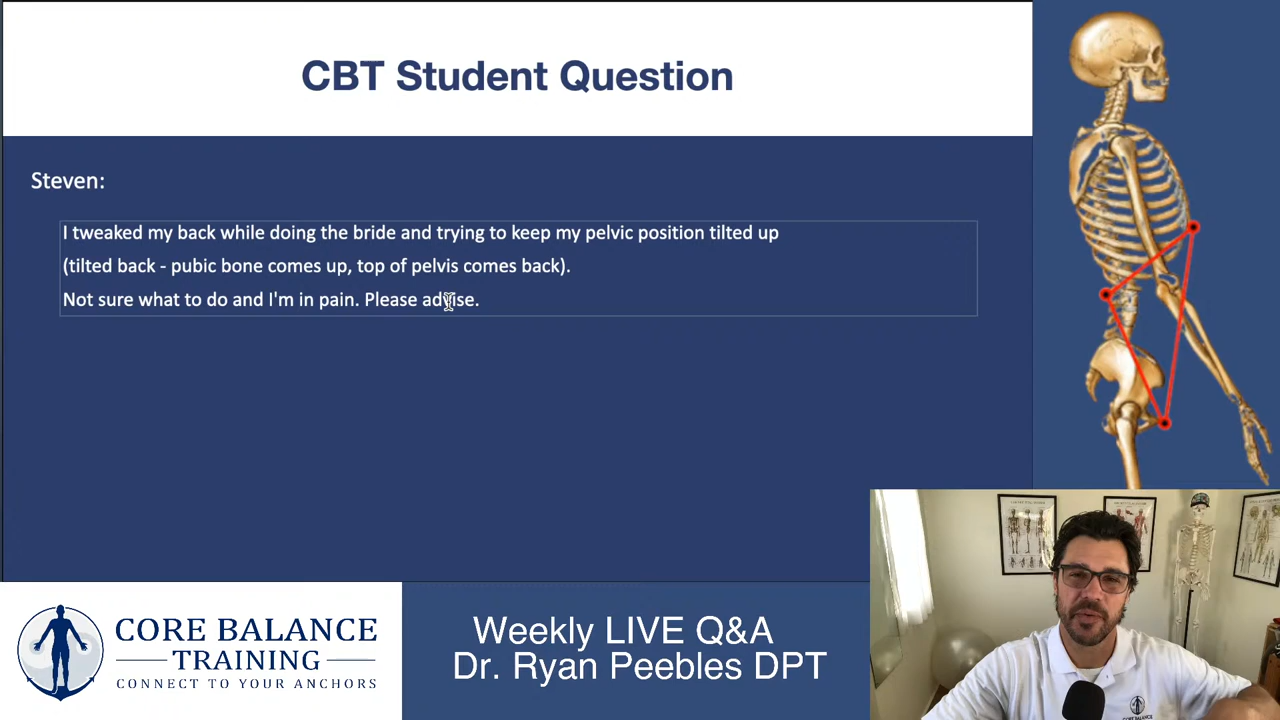 CBT Student Question
Steven:
I tweaked my back while doing the bride and trying to keep my pelvic position tilted up
(tilted back - pubic bone comes up, top of pelvis comes back).
Not sure what to do and I'm in pain. Please advise.
CORE BALANCE
TRAINING
CONNECT TO YOUR ANCHORS
Weekly LIVE Q&A
Dr. Ryan Peebles DPT
CORE BALANCE